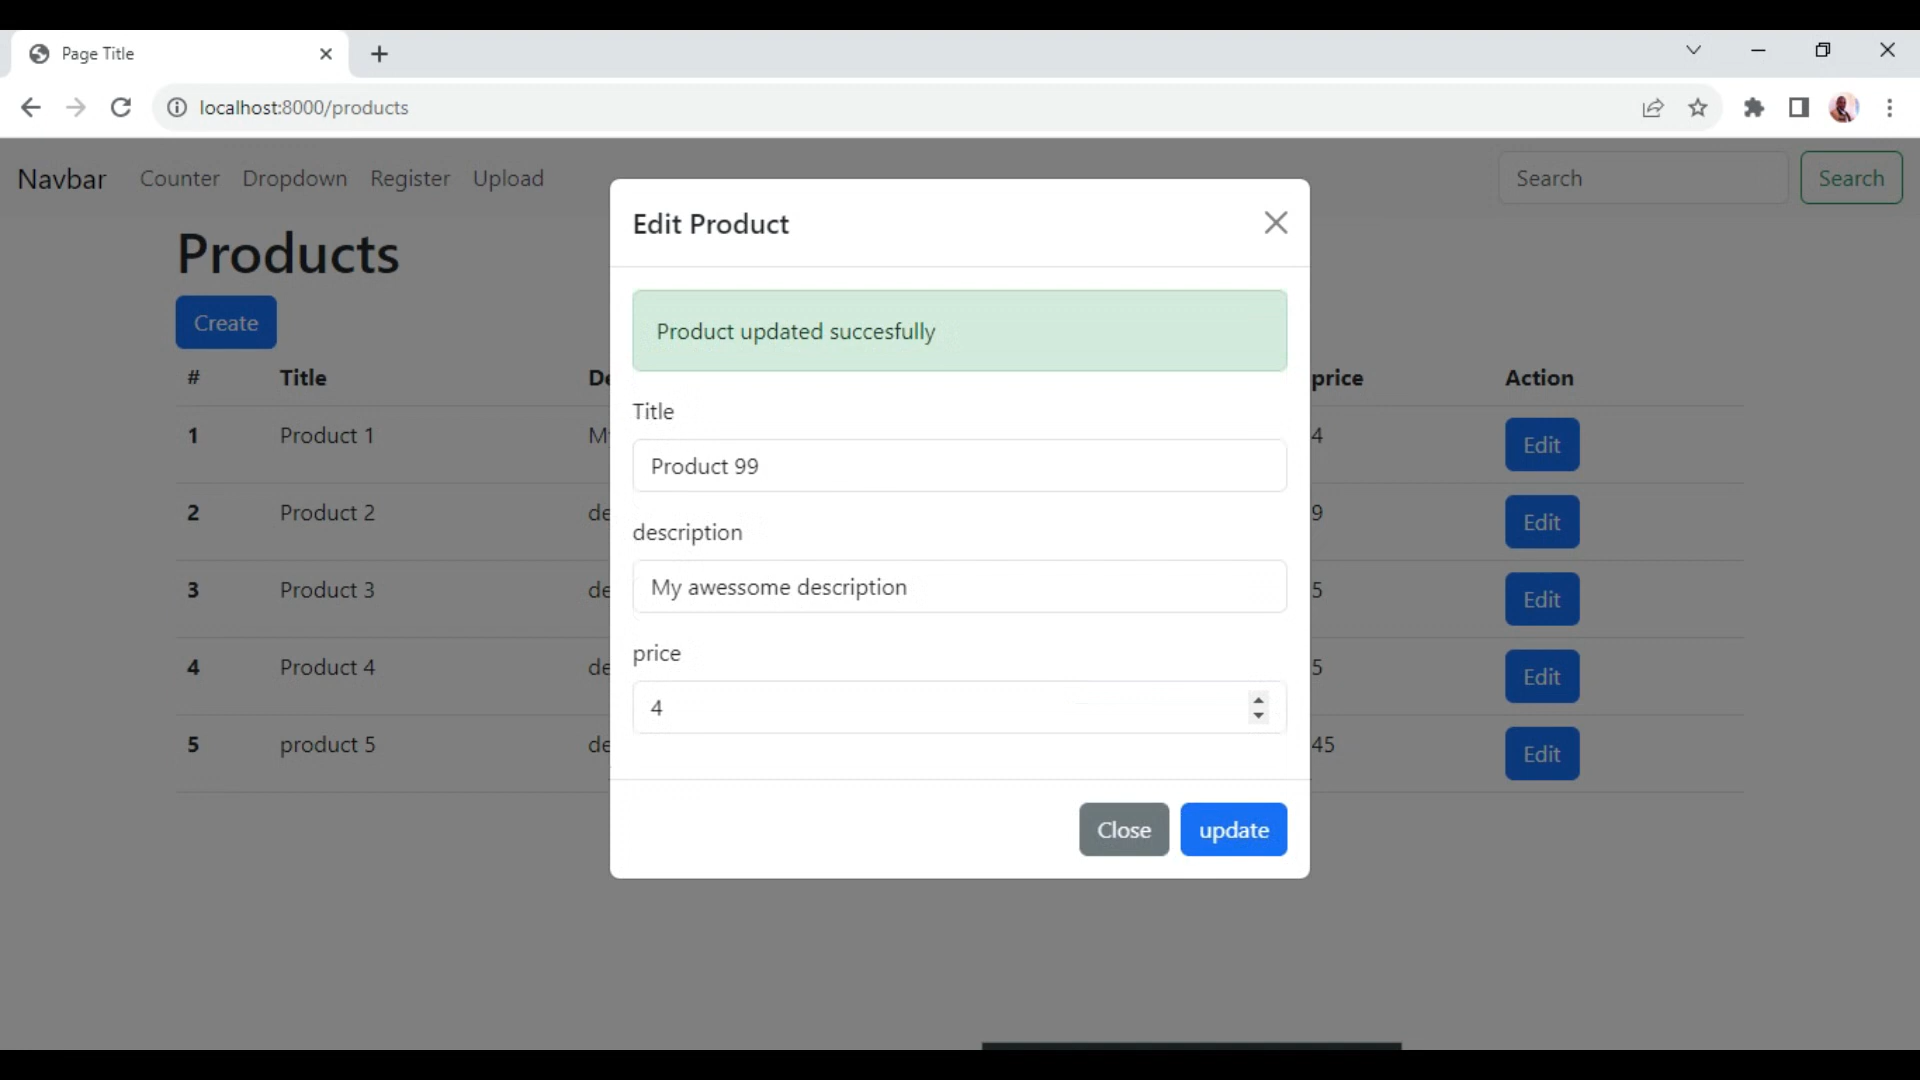 Page Title
localhost:8000/products
Navbar Counter Dropdown Register Upload Search Search
Products
Create
# Title De price Action
1 Product 1 My 4 Edit
2 Product 2 de 9 Edit
3 Product 3 de 5 Edit
4 Product 4 de 5 Edit
5 product 5 de 45 Edit
Edit Product
Product updated succesfully
Title
Product 99
description
My awessome description
price
4
Close update